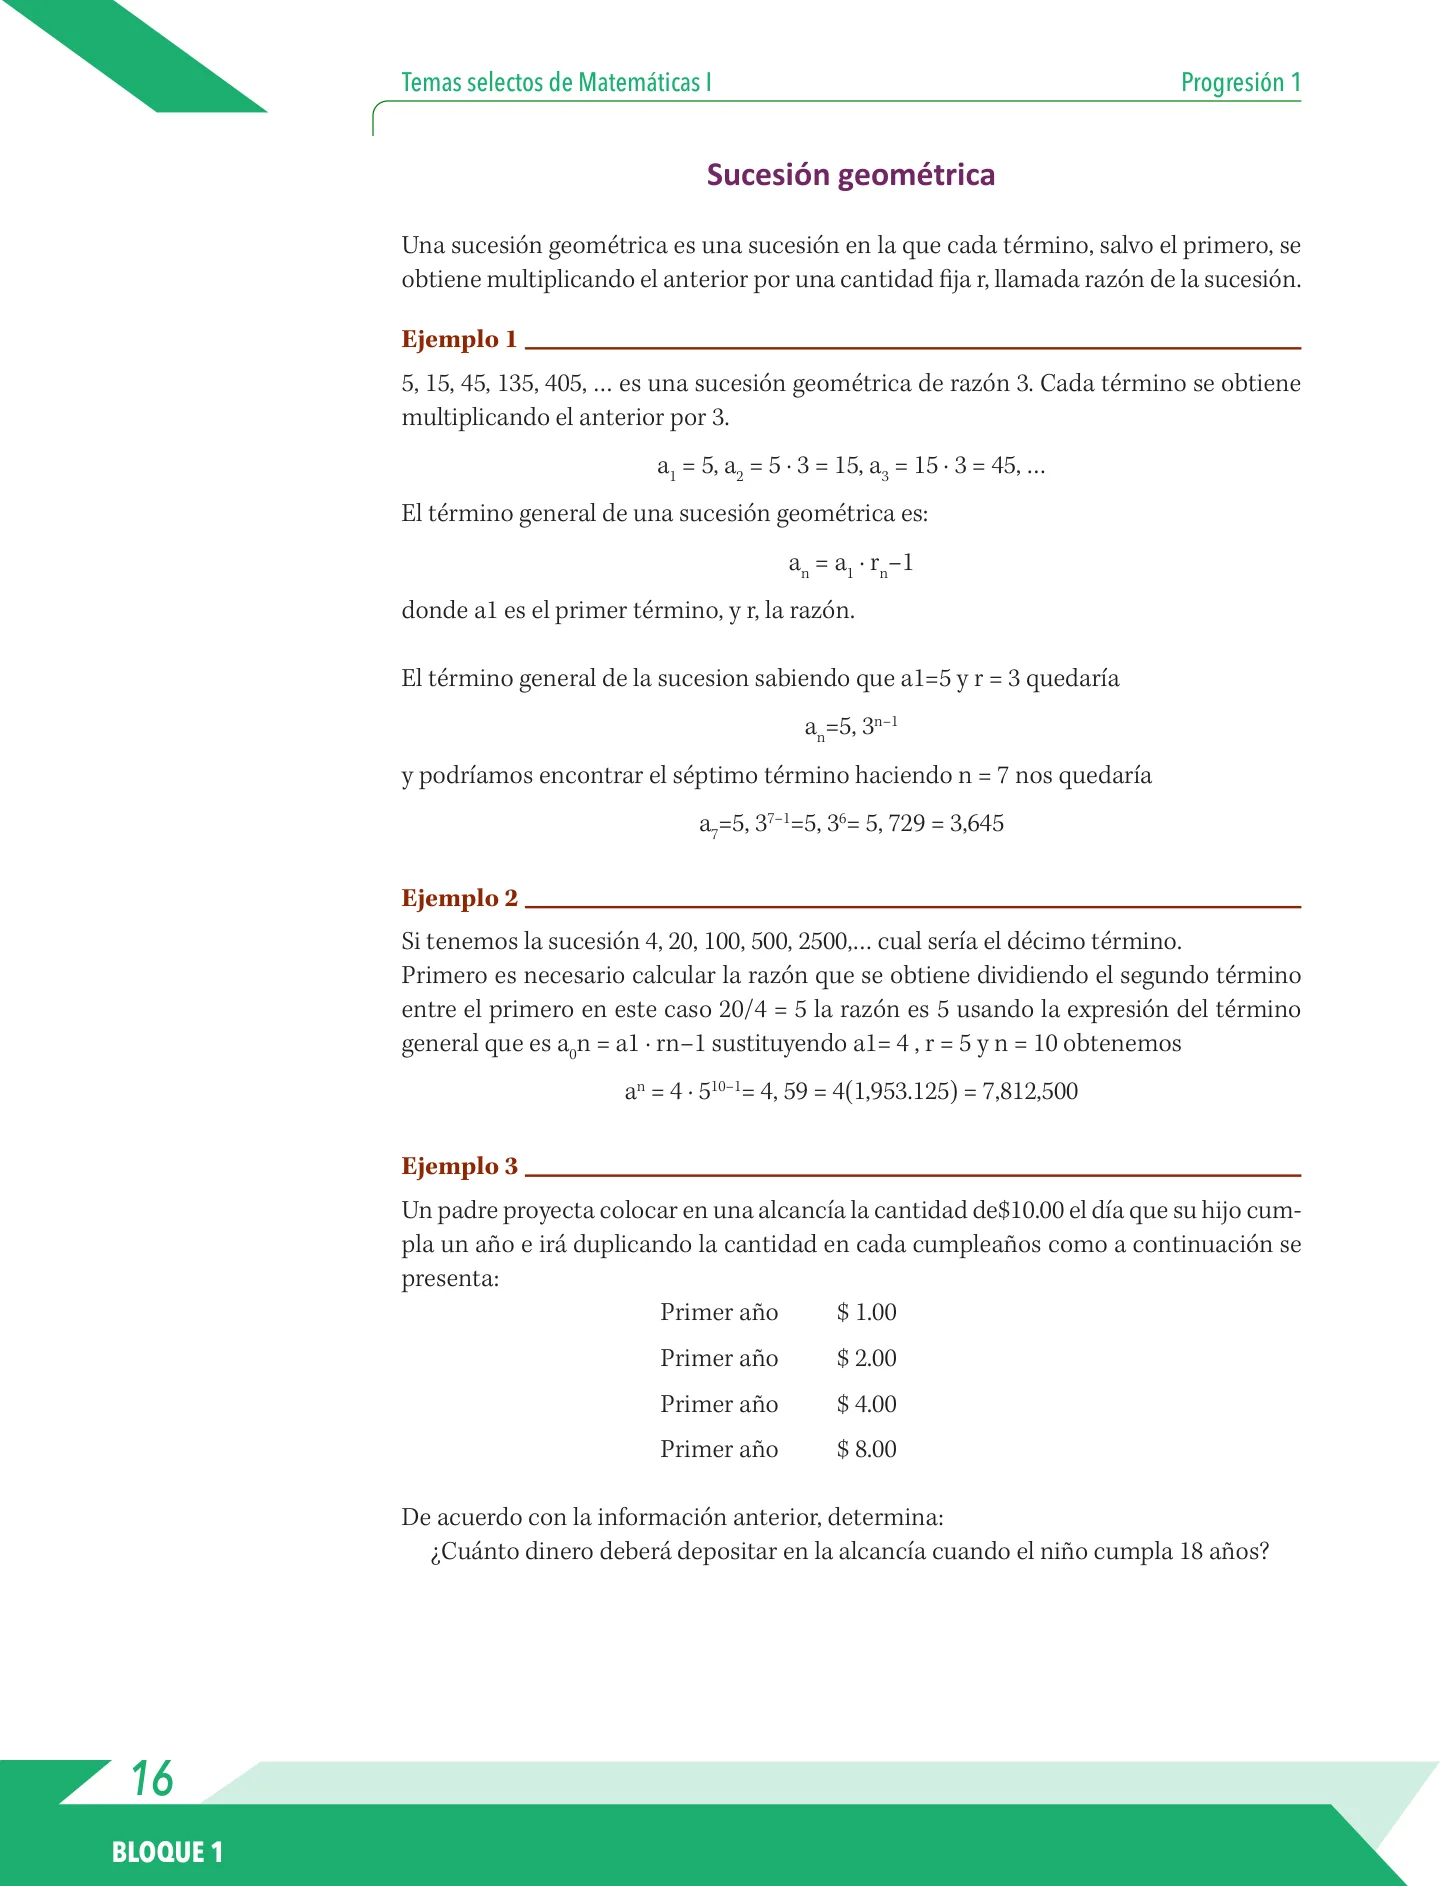 Temas selectos de Matemáticas I Progresión 1
Sucesión geométrica
Una sucesión geométrica es una sucesión en la que cada término, salvo el primero, se
obtiene multiplicando el anterior por una cantidad fija r, llamada razón de la sucesión.
Ejemplo 1
5, 15, 45, 135, 405, ... es una sucesión geométrica de razón 3. Cada término se obtiene
multiplicando el anterior por 3.
a₁ = 5, a₂ = 5 · 3 = 15, a₃ = 15 · 3 = 45, ...
El término general de una sucesión geométrica es:
aₙ = a₁ · rₙ−1
donde a1 es el primer término, y r, la razón.
El término general de la sucesion sabiendo que a1=5 y r = 3 quedaría
aₙ=5, 3ⁿ⁻¹
y podríamos encontrar el séptimo término haciendo n = 7 nos quedaría
a₇=5, 3⁷⁻¹=5, 3⁶= 5, 729 = 3,645
Ejemplo 2
Si tenemos la sucesión 4, 20, 100, 500, 2500,... cual sería el décimo término.
Primero es necesario calcular la razón que se obtiene dividiendo el segundo término
entre el primero en este caso 20/4 = 5 la razón es 5 usando la expresión del término
general que es a₀n = a1 · rn−1 sustituyendo a1= 4 , r = 5 y n = 10 obtenemos
aⁿ = 4 · 5¹⁰⁻¹= 4, 59 = 4(1,953.125) = 7,812,500
Ejemplo 3
Un padre proyecta colocar en una alcancía la cantidad de$10.00 el día que su hijo cum-
pla un año e irá duplicando la cantidad en cada cumpleaños como a continuación se
presenta:
Primer año $ 1.00
Primer año $ 2.00
Primer año $ 4.00
Primer año $ 8.00
De acuerdo con la información anterior, determina:
¿Cuánto dinero deberá depositar en la alcancía cuando el niño cumpla 18 años?
16
BLOQUE 1